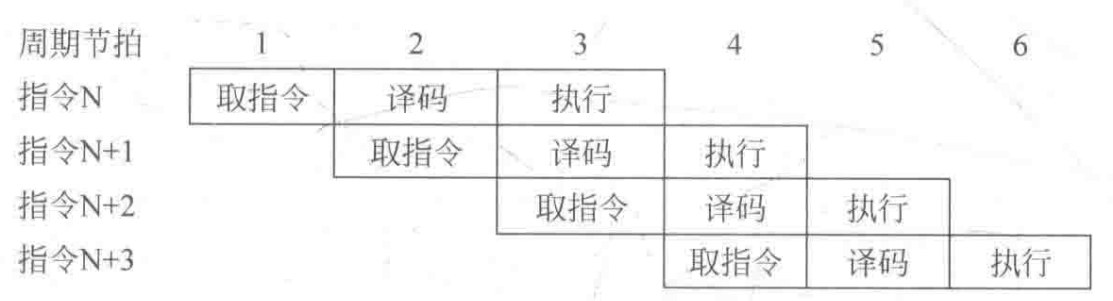 周期节拍 1 2 3 4 5 6
指令N 取指令 译码 执行
指令N+1 取指令 译码 执行
指令N+2 取指令 译码 执行
指令N+3 取指令 译码 执行